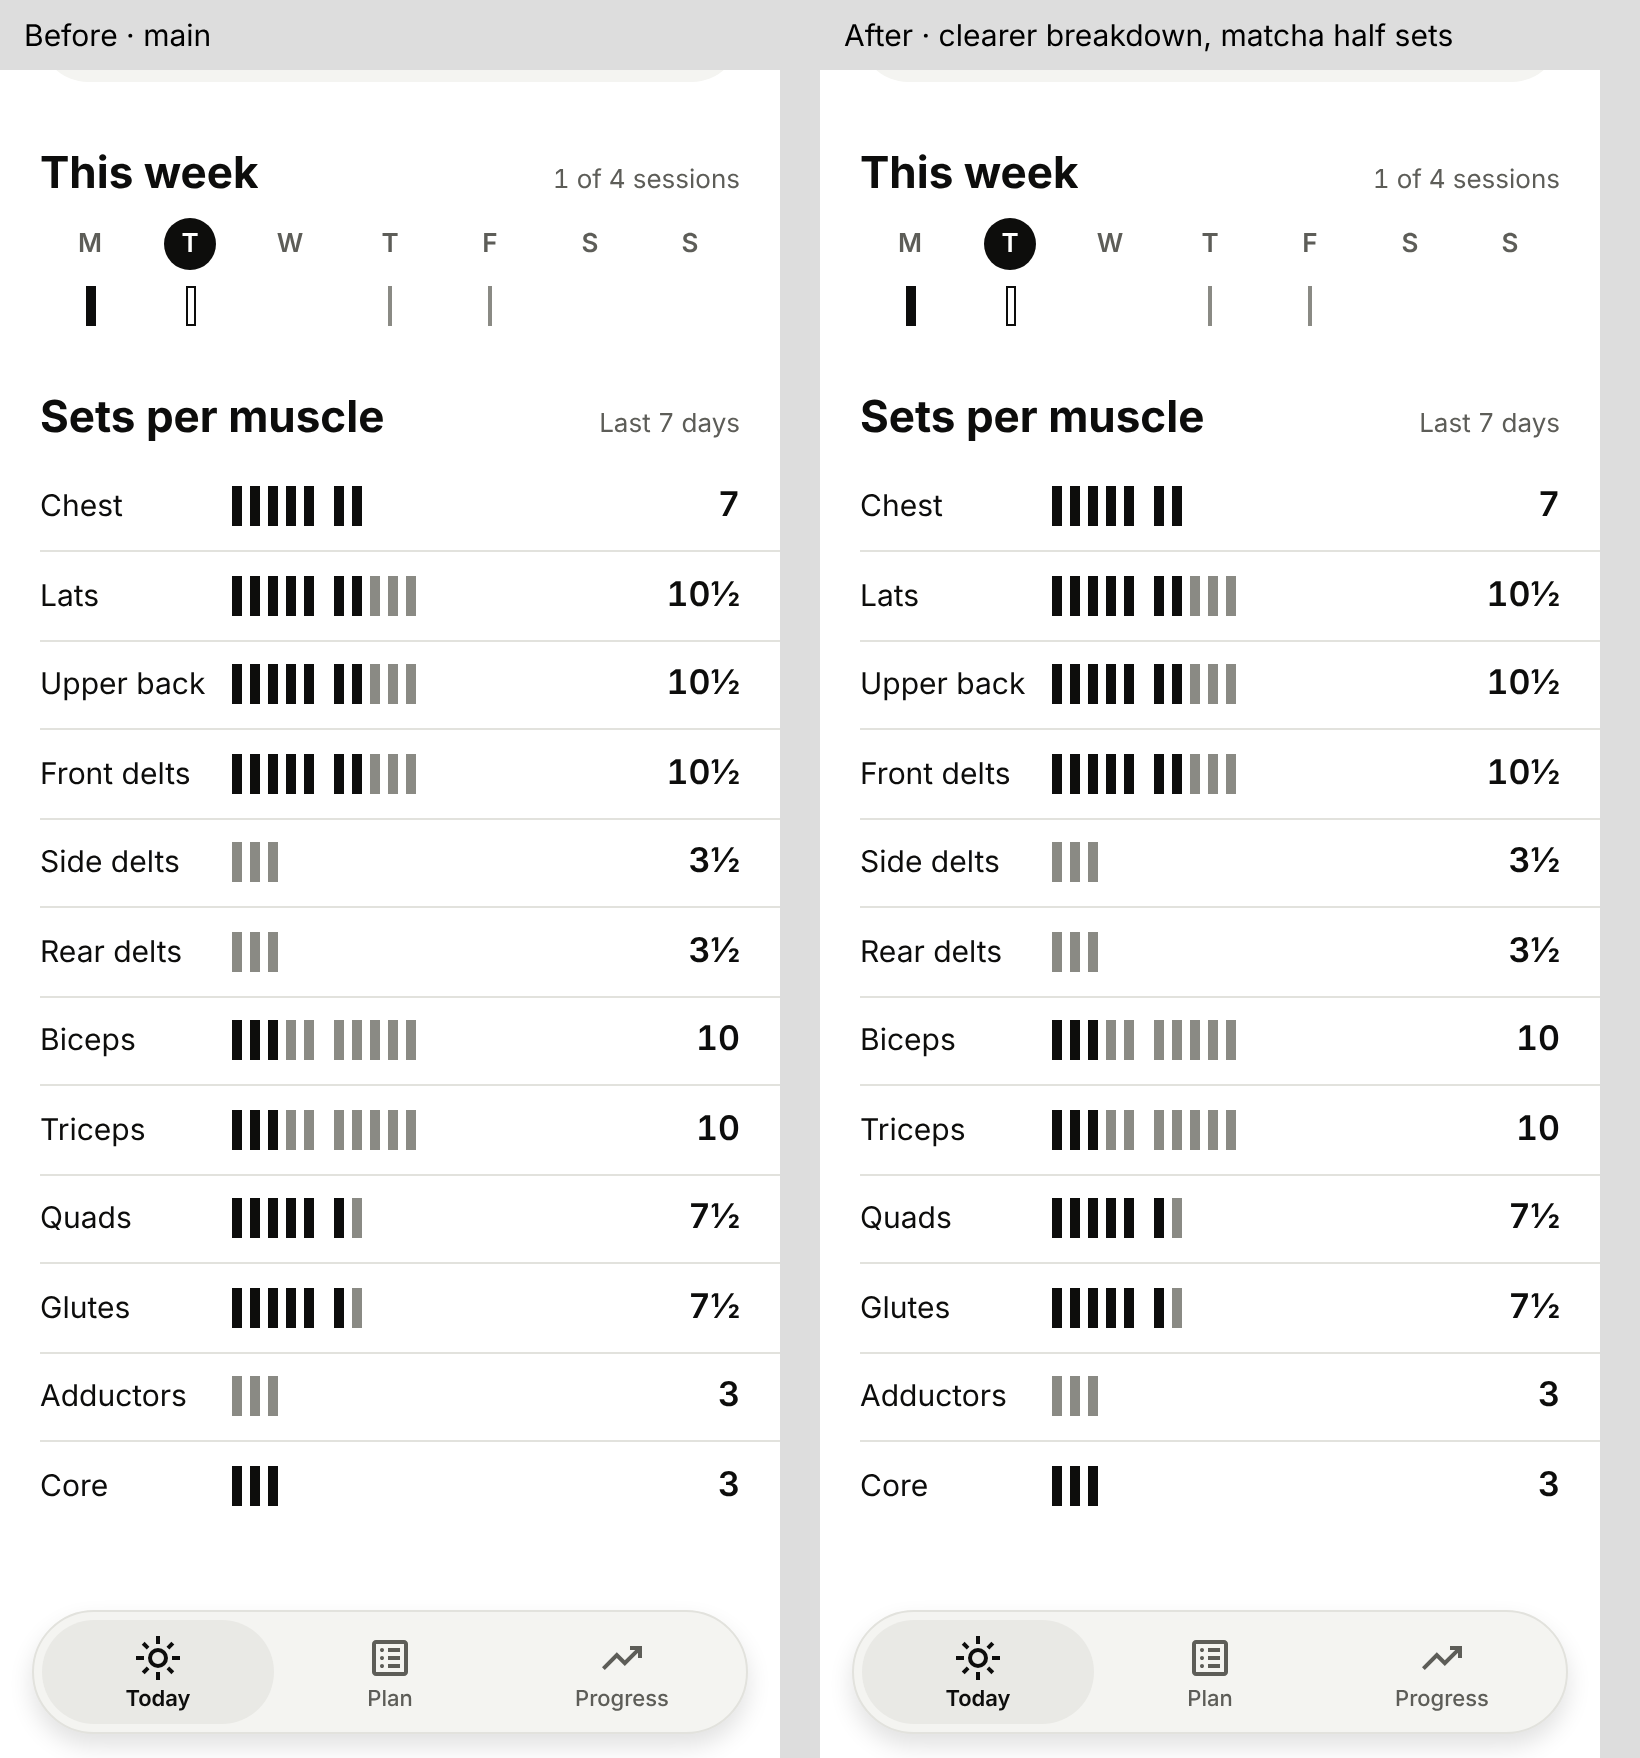 Before · main
This week
1 of 4 sessions
M T W T F S S
Sets per muscle
Last 7 days
Chest 7
Lats 10½
Upper back 10½
Front delts 10½
Side delts 3½
Rear delts 3½
Biceps 10
Triceps 10
Quads 7½
Glutes 7½
Adductors 3
Core 3
Today Plan Progress
After · clearer breakdown, matcha half sets
This week
1 of 4 sessions
M T W T F S S
Sets per muscle
Last 7 days
Chest 7
Lats 10½
Upper back 10½
Front delts 10½
Side delts 3½
Rear delts 3½
Biceps 10
Triceps 10
Quads 7½
Glutes 7½
Adductors 3
Core 3
Today Plan Progress